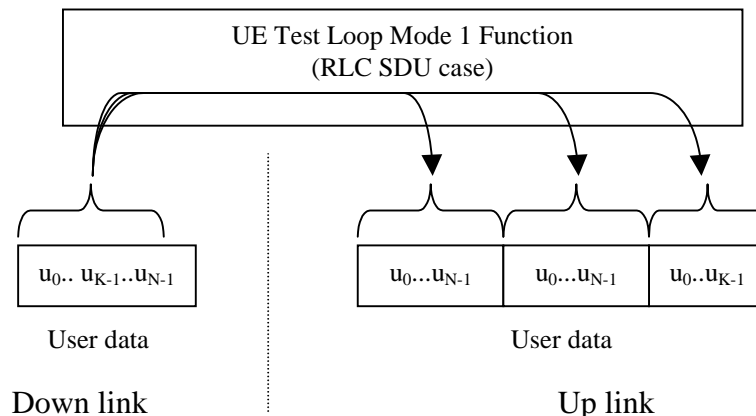 UE Test Loop Mode 1 Function
(RLC SDU case)
u0.. uK-1..uN-1
u0...uN-1
u0...uN-1
u0..uK-1
User data
User data
Down link
Up link